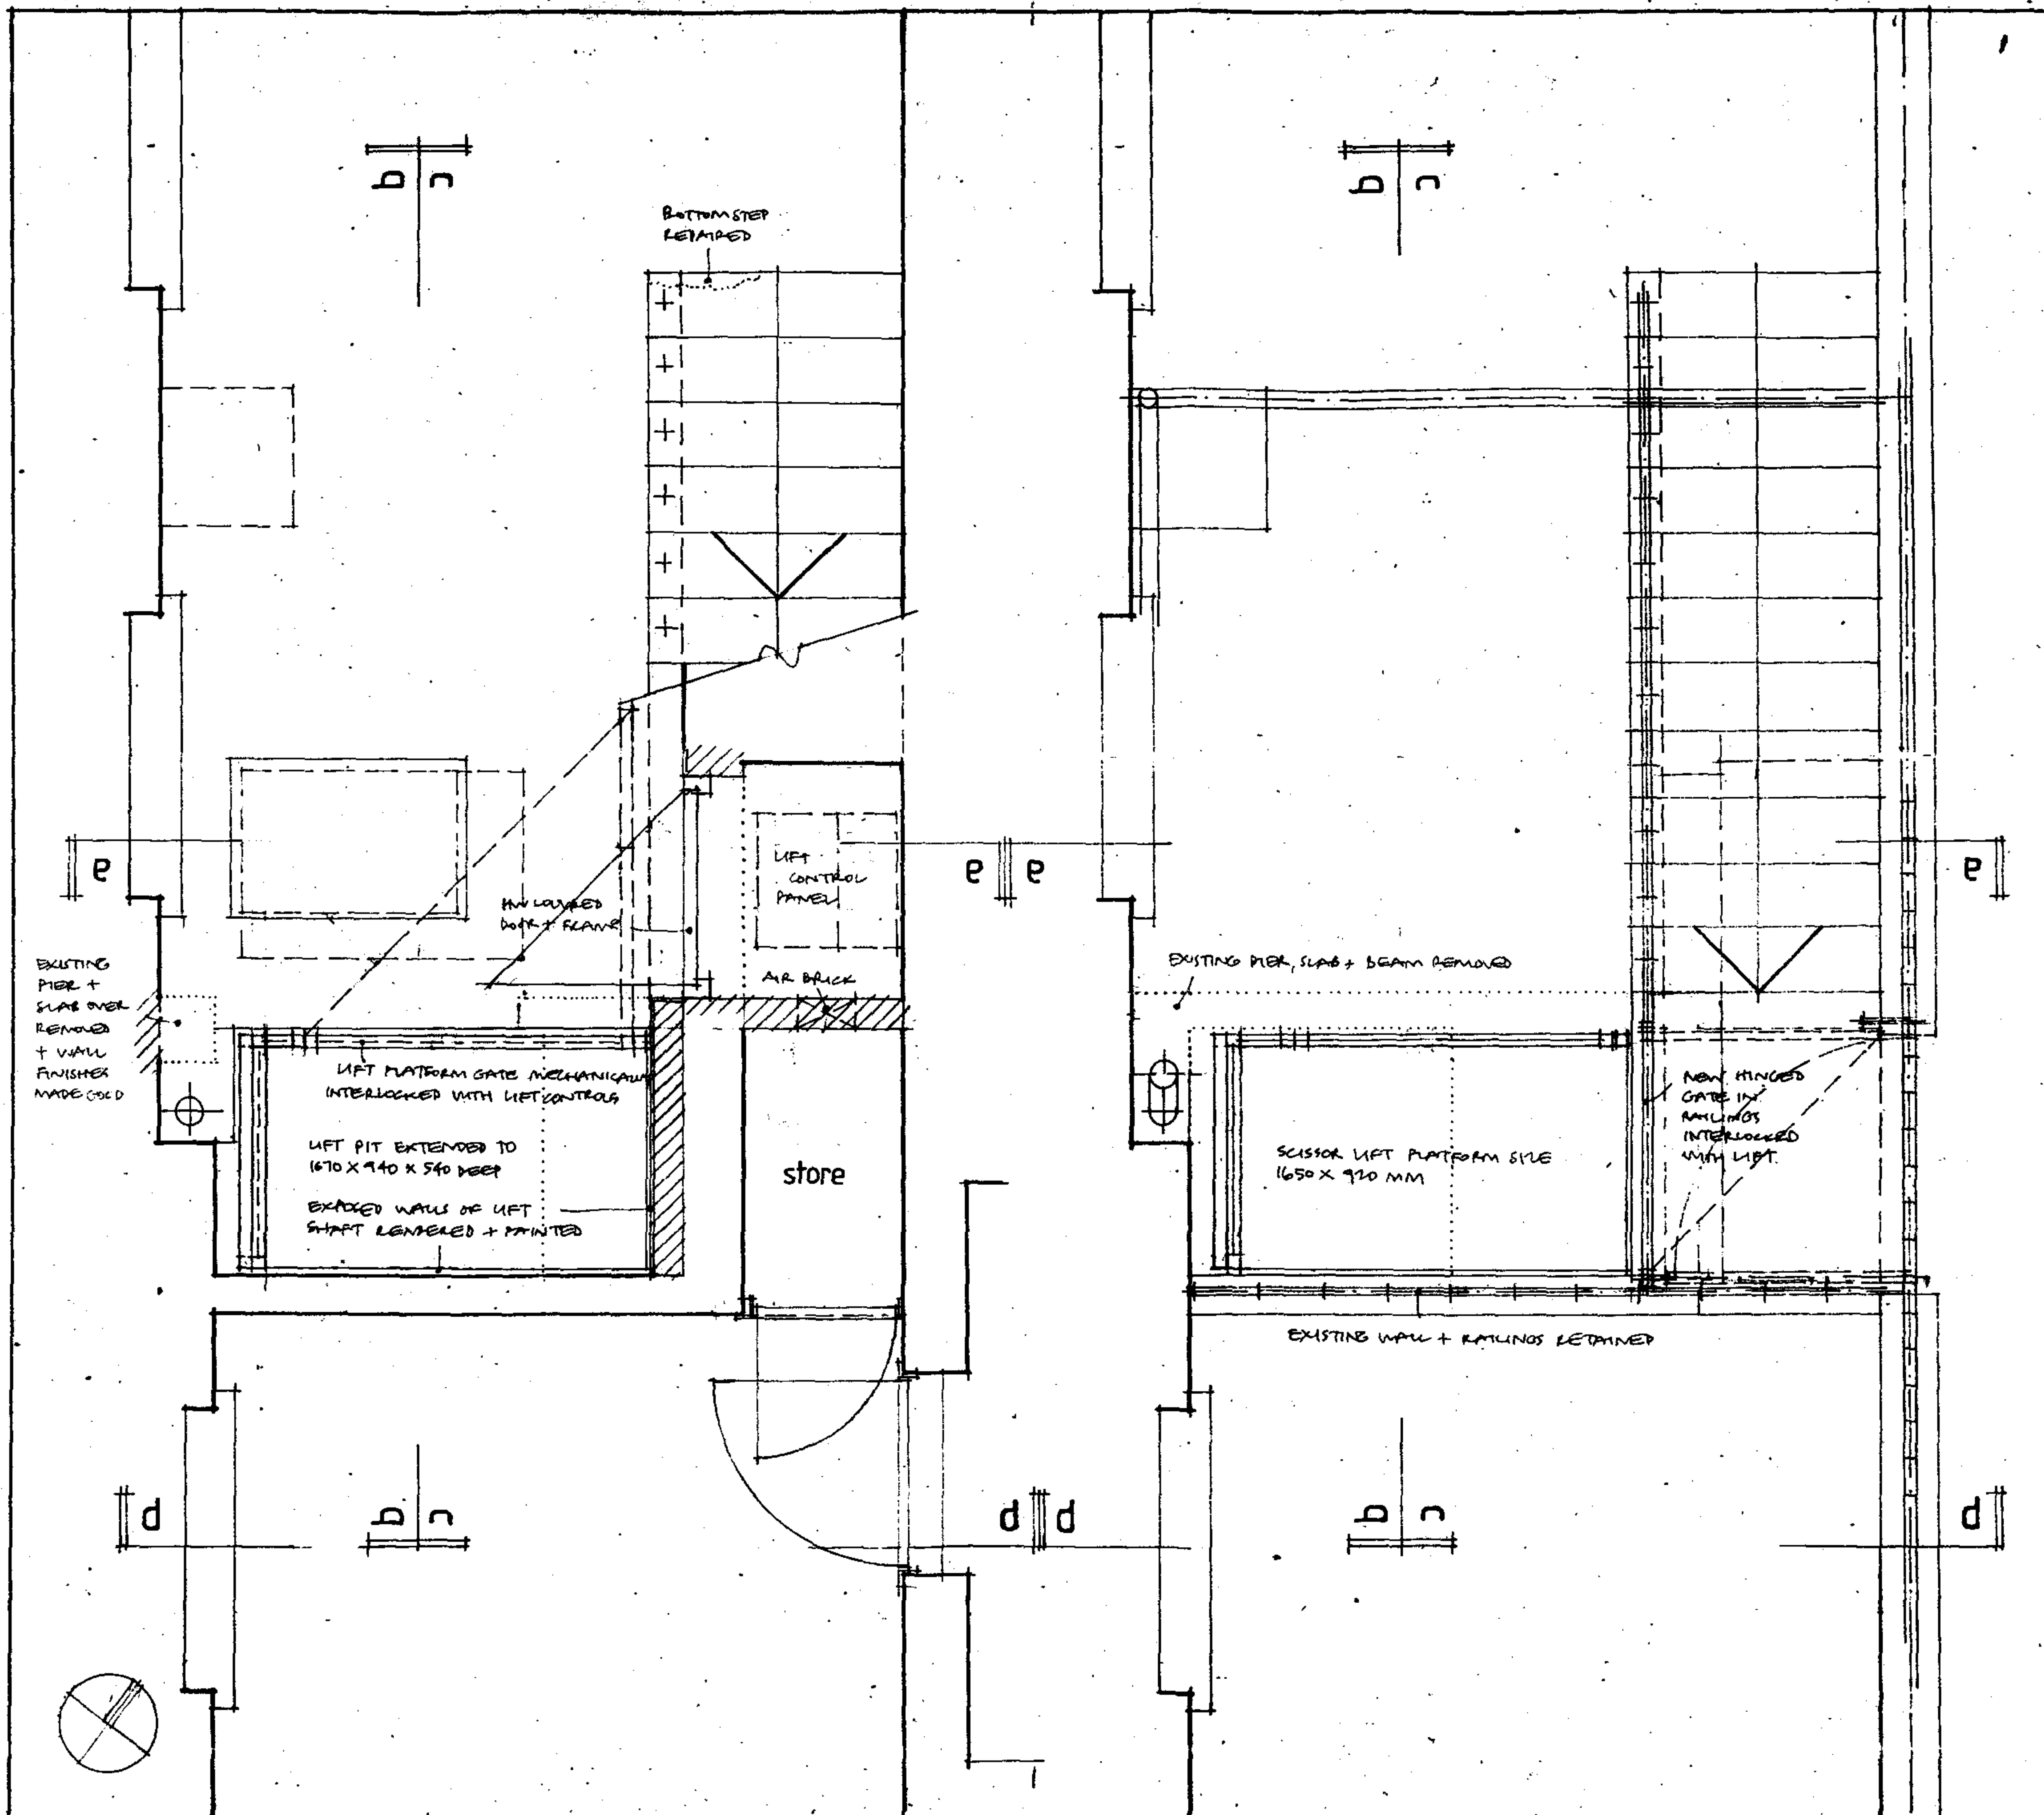 b c
b c
BOTTOM STEP
REPAIRED
LIFT
CONTROL
PANEL
a
a a
a
DOOR + FRAME
AIR BRICK
EXISTING
PIER +
SLAB OVER
REMOVED
+ WALL
FINISHES
MADE GOOD
EXISTING PIER, SLAB + BEAM REMOVED
LIFT PLATFORM GATE MECHANICALLY
INTERLOCKED WITH LIFT CONTROLS
LIFT PIT EXTENDED TO
1670 X 940 X 540 DEEP
EXPOSED WALLS OF LIFT
SHAFT RENDERED + PAINTED
store
SCISSOR LIFT PLATFORM SIZE
1650 X 920 MM
NEW HINGED
GATE IN
RAILINGS
INTERLOCKED
WITH LIFT.
EXISTING WALL + RAILINGS RETAINED
d
b c
d d
b c
d